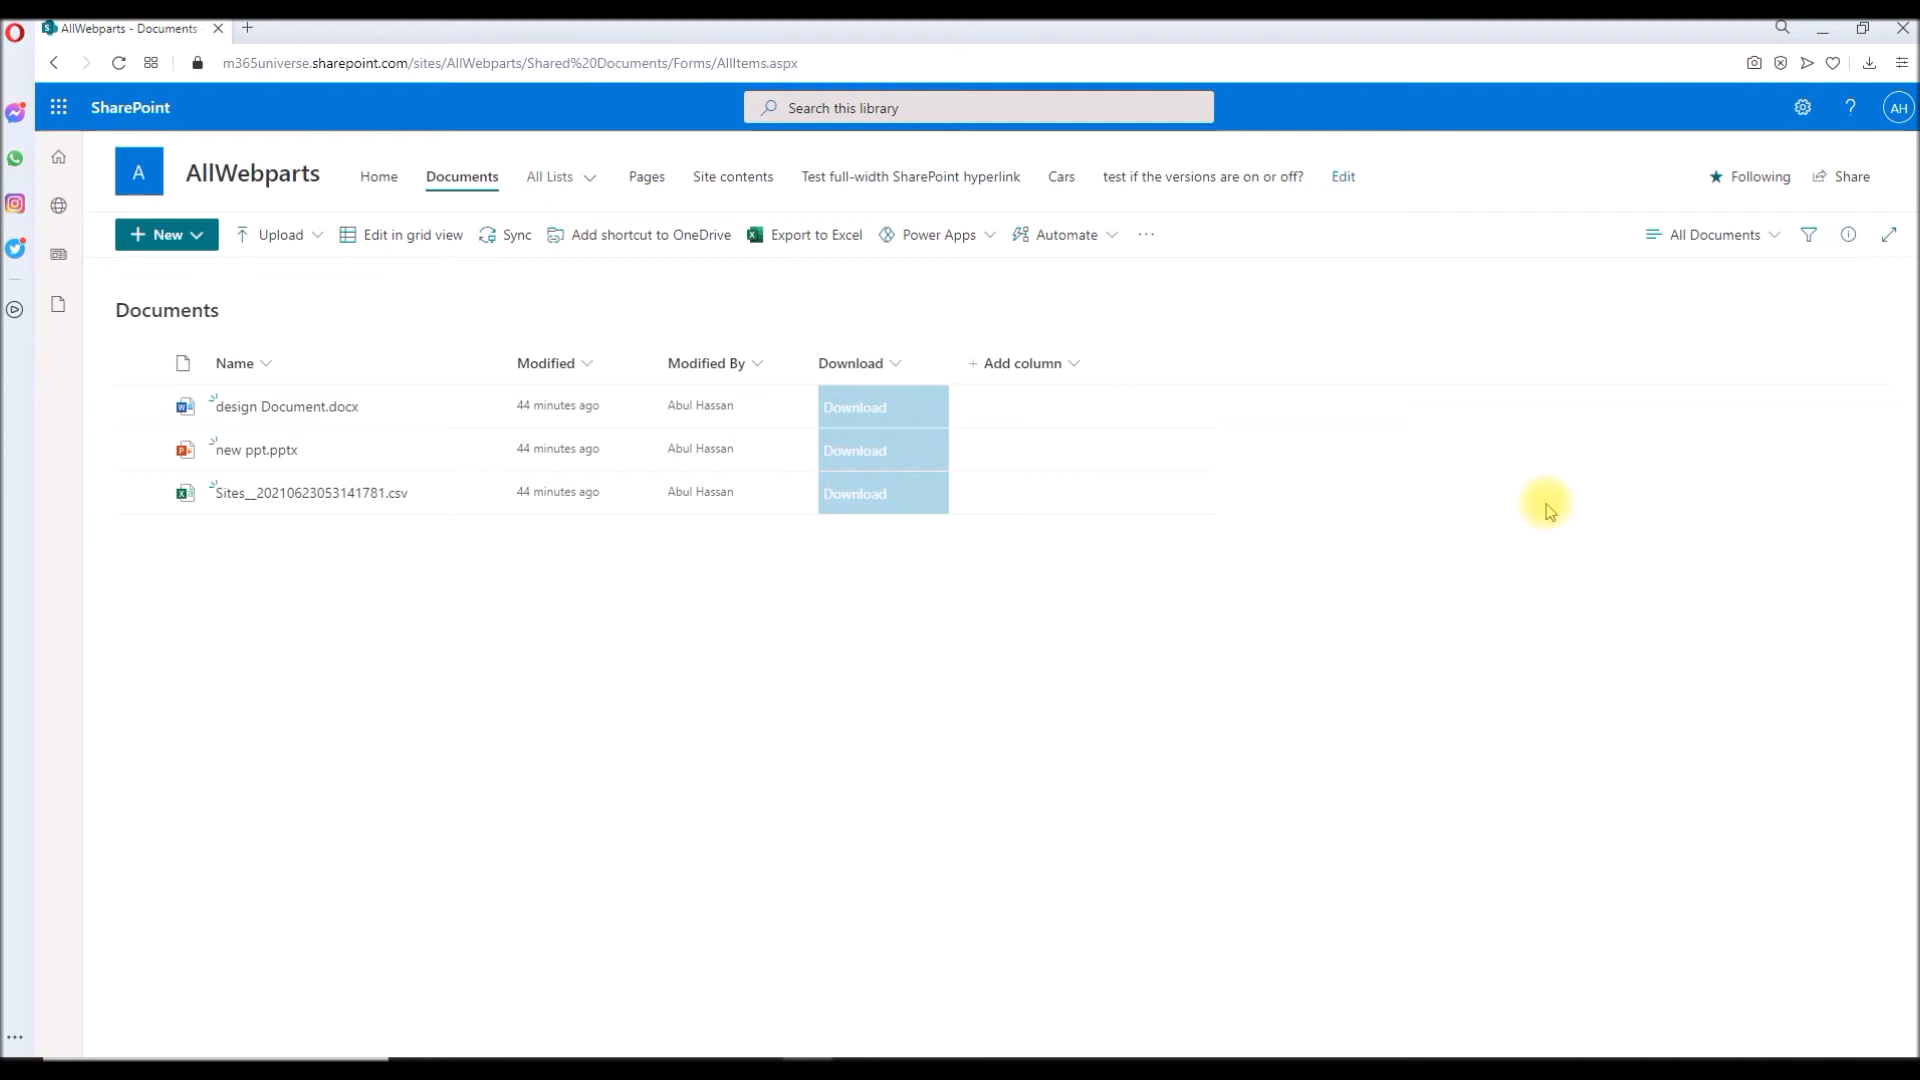 AllWebparts - Documents
m365universe.sharepoint.com/sites/AllWebparts/Shared%20Documents/Forms/AllItems.aspx
SharePoint
Search this library
? AH
A AllWebparts Home Documents All Lists Pages Site contents Test full-width SharePoint hyperlink Cars test if the versions are on or off? Edit Following Share
+ New Upload Edit in grid view Sync Add shortcut to OneDrive Export to Excel Power Apps Automate ... All Documents
Documents
Name Modified Modified By Download + Add column
design Document.docx 44 minutes ago Abul Hassan Download
new ppt.pptx 44 minutes ago Abul Hassan Download
Sites__20210623053141781.csv 44 minutes ago Abul Hassan Download